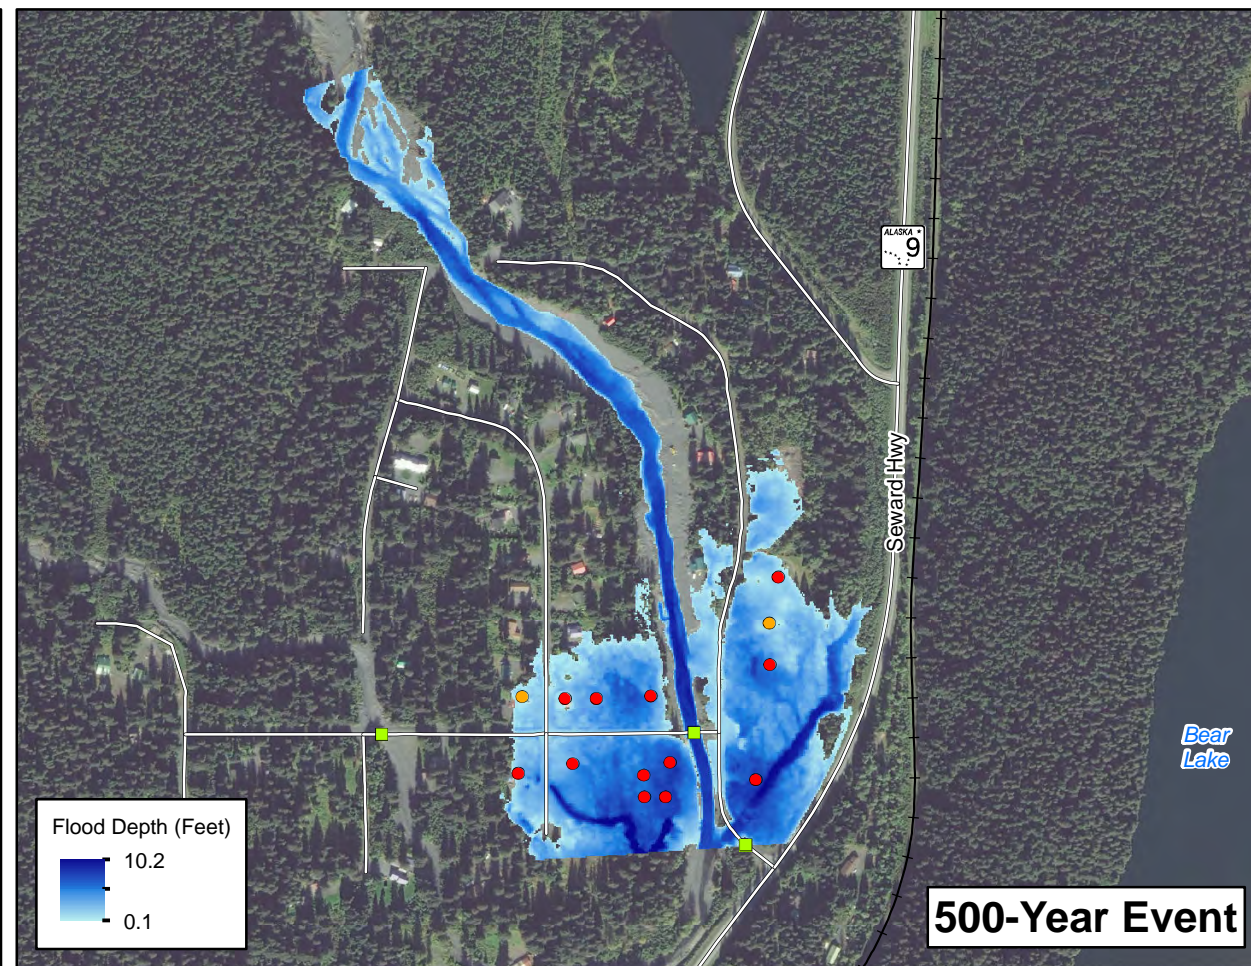 ALASKA
9
Seward Hwy
Bear
Lake
Flood Depth (Feet)
10.2
0.1
500-Year Event